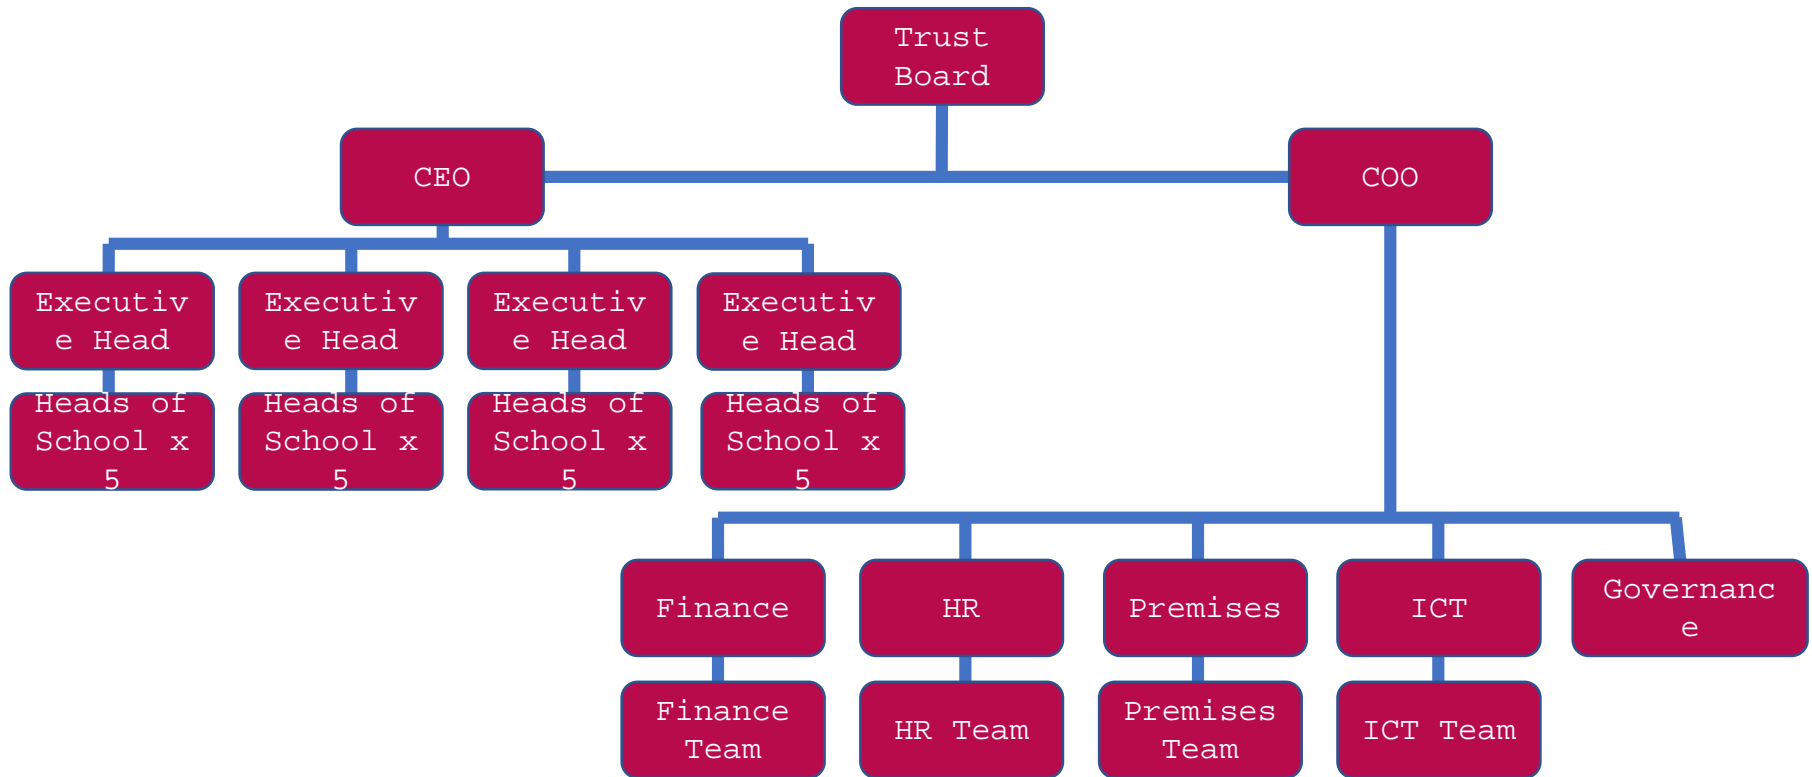 Trust
Board
CEO
COO
Executiv
e Head
Executiv
e Head
Executiv
e Head
Executiv
e Head
Heads of
School x
5
Heads of
School x
5
Heads of
School x
5
Heads of
School x
5
Finance
HR
Premises
ICT
Governanc
e
Finance
Team
HR Team
Premises
Team
ICT Team